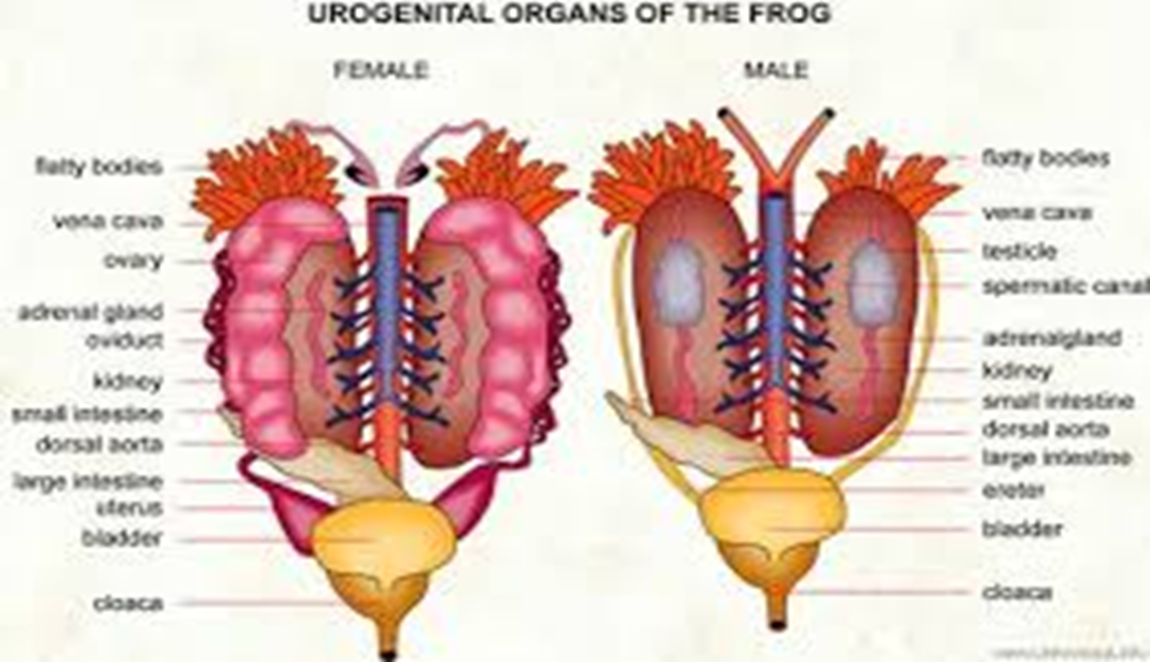 UROGENITAL ORGANS OF THE FROG
FEMALE
flatty bodies
vena cava
ovary
adrenal gland
oviduct
kidney
small intestine
dorsal aorta
large intestine
uterus
bladder
cloaca
MALE
flatty bodies
vena cava
testicle
spermatic canal
adrenalgland
kidney
small intestine
dorsal aorta
large intestine
ereter
bladder
cloaca